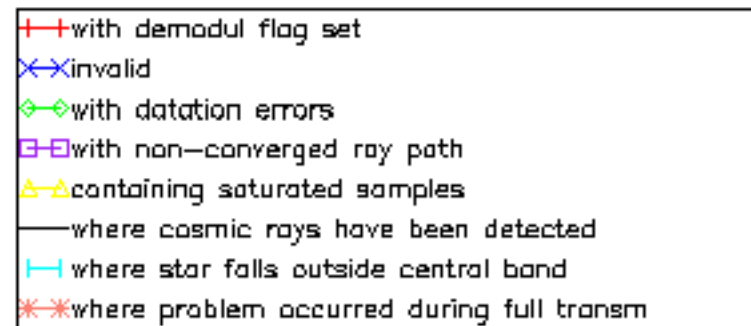 with demodul flag set
invalid
with datation errors
with non-converged ray path
containing saturated samples
where cosmic rays have been detected
where star falls outside central band
where problem occurred during full transm